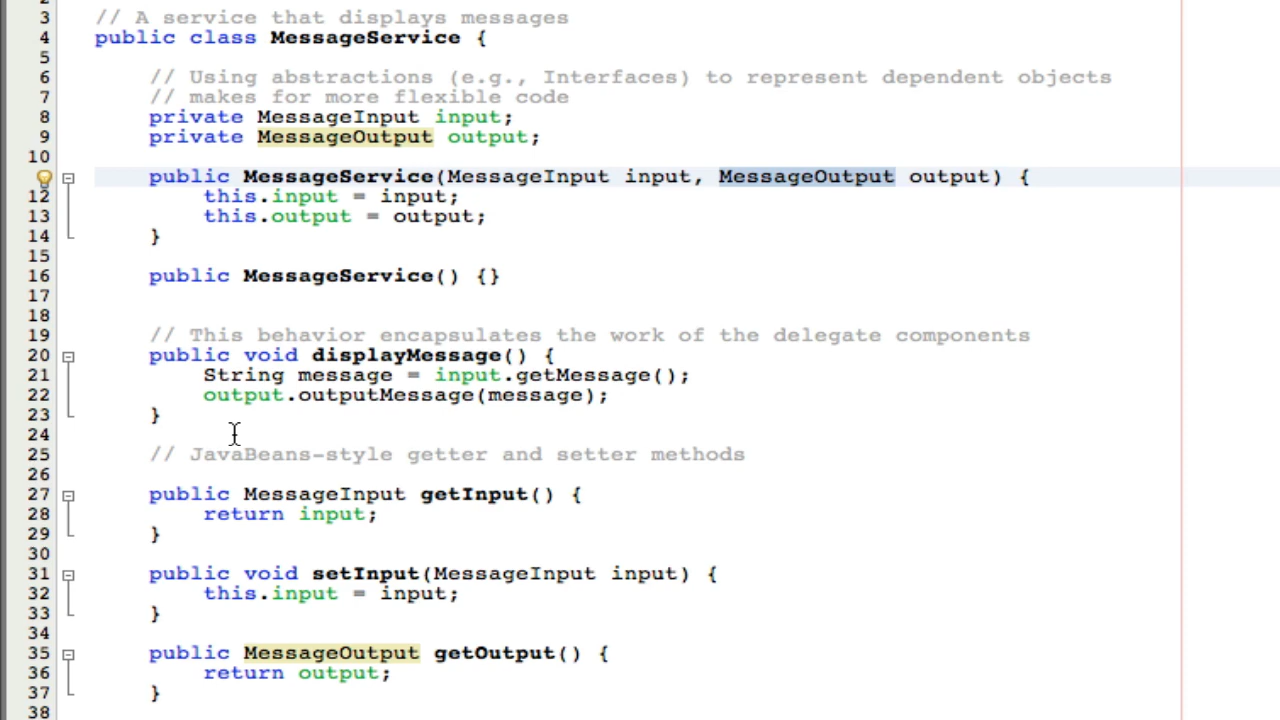 2
3 // A service that displays messages
4 public class MessageService {
5
6 // Using abstractions (e.g., Interfaces) to represent dependent objects
7 // makes for more flexible code
8 private MessageInput input;
9 private MessageOutput output;
10
public MessageService(MessageInput input, MessageOutput output) {
12 this.input = input;
13 this.output = output;
14 }
15
16 public MessageService() {}
17
18
19 // This behavior encapsulates the work of the delegate components
20 public void displayMessage() {
21 String message = input.getMessage();
22 output.outputMessage(message);
23 }
24
25 // JavaBeans-style getter and setter methods
26
27 public MessageInput getInput() {
28 return input;
29 }
30
31 public void setInput(MessageInput input) {
32 this.input = input;
33 }
34
35 public MessageOutput getOutput() {
36 return output;
37 }
38